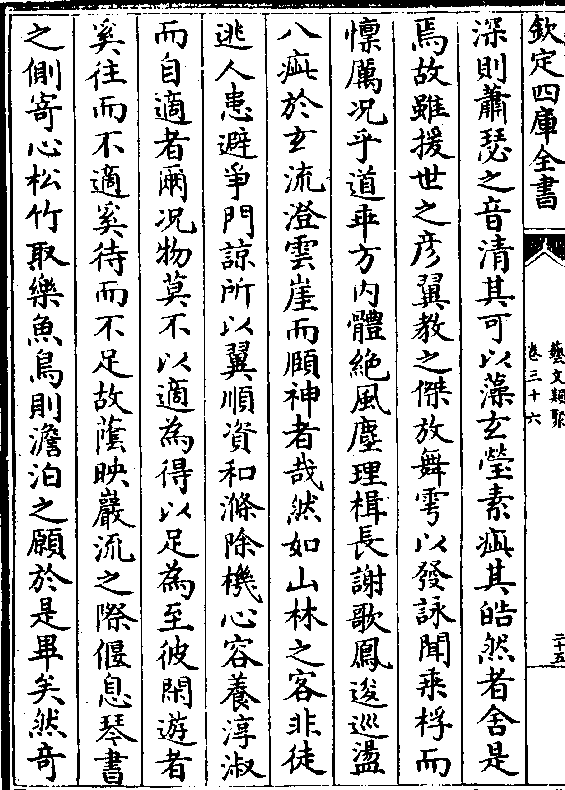 欽定四庫全書
藝文類聚
卷三十六
二十五
深則蕭瑟之音清其可以藻玄瑩素疵其皓然者舍是
焉故雖援世之彦翼教之傑放舞雩以發詠聞乘桴而
懍厲况乎道乖方内體絶風塵理楫長謝歌鳳逡巡盪
八疵於玄流澄雲崖而頤神者哉然如山林之客非徒
逃人患避爭門諒所以翼順資和滌除機心容養淳淑
而自適者爾况物莫不以適為得以足為至彼閑遊者
奚往而不適奚待而不足故蔭映巖流之際偃息琴書
之側寄心松竹取樂魚鳥則澹泊之願於是畢矣然奇